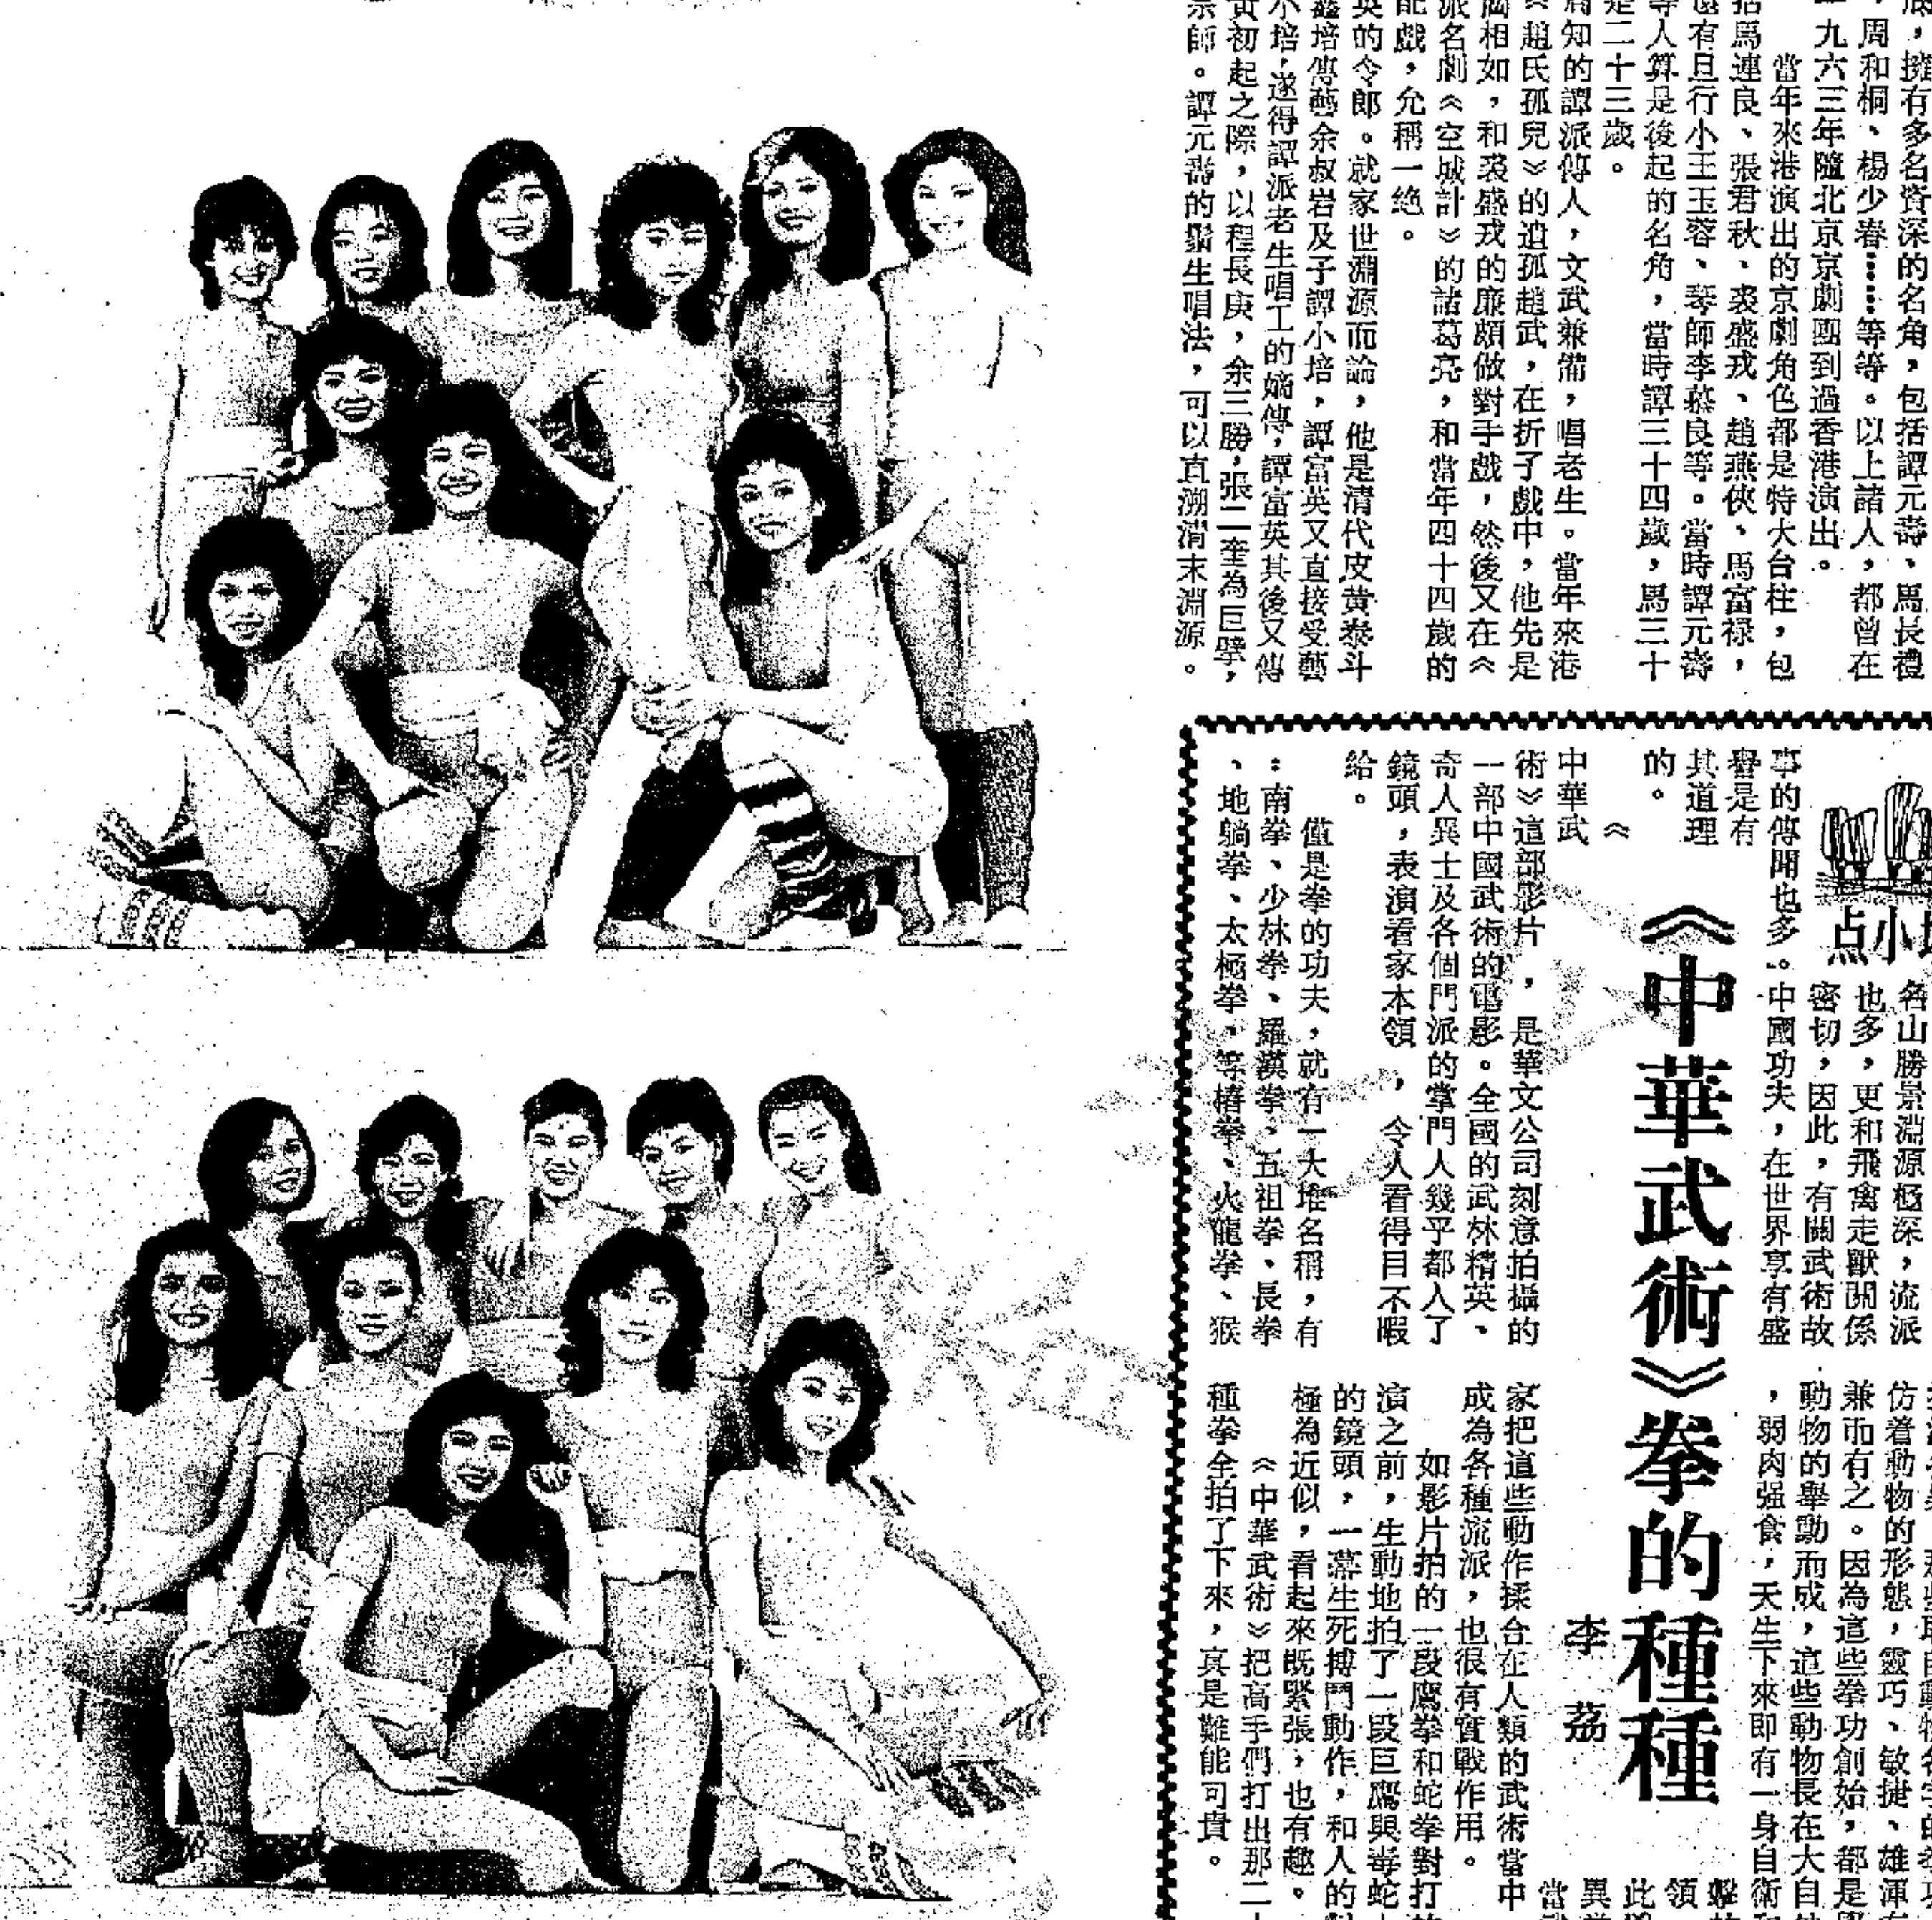 底，擁有多名資深的名角，包括譚元壽、馬長禮
，周和桐、楊少春……等等。以上諸人，都曾在
一九六三年隨北京京劇團到過香港演出。
當年來港演出的京劇角色都是特大台柱，包
括馬連良、張君秋、裘盛戎、趙燕俠、馬富祿，
還有旦行小王玉蓉、琴師李慕良等。當時譚元壽
等人算是後起的名角，當時譚三十四歲，馬三十
是二十三歲。
周知的譚派傳人，文武兼備，唱老生。當年來港
《趙氏孤兒》的遺孤趙武，在折子戲中，他先是
藺相如，和裘盛戎的廉頗做對手戲，然後又在《
派名劇《空城計》的諸葛亮，和當年四十四歲的
配戲，允稱一絕。
英的令郎。就家世淵源而論，他是清代皮黃泰斗
鑫培傳藝余叔岩及子譚小培，譚富英又直接受藝
小培，遂得譚派老生唱工的嫡傳，譚富英其後又傳
黃初起之際，以程長庚，余三勝，張二奎為巨擘，
宗師。譚元壽的鬚生唱法，可以直溯清末淵源。
小点
《中華武術》拳的種種
李荔
名山勝景淵源極深，流派
也多，更和飛禽走獸關係
密切，因此，有關武術故
事的傳聞也多。中國功夫，在世界享有盛
譽是有
其道理
的。
《
中華武
術》這部影片，是華文公司刻意拍攝的
一部中國武術的電影。全國的武林精英、
奇人異士及各個門派的掌門人幾乎都入了
鏡頭，表演看家本領，令人看得目不暇
給。
僅是拳的功夫，就有一大堆名稱，有
：南拳、少林拳、羅漢拳、五祖拳、長拳
、地躺拳、太極拳、等樁拳、火龍拳、猴
仿着動物的形態，靈巧、敏捷、雄渾
兼而有之。因為這些拳功創始，都是
動物的舉動而成，這些動物長在大自
，弱肉强食，天生下來即有一身自衛
領
此
異
當
家把這些動作揉合在人類的武術當中
成為各種流派，也很有實戰作用。
如影片拍的一段鷹拳和蛇拳對打
演之前，生動地拍了一段巨鷹與毒蛇
的鏡頭，一幕生死搏鬥動作，和人的
極為近似，看起來既緊張，也有趣。
《中華武術》把高手們打出那二十
種拳全拍了下來，真是難能可貴。